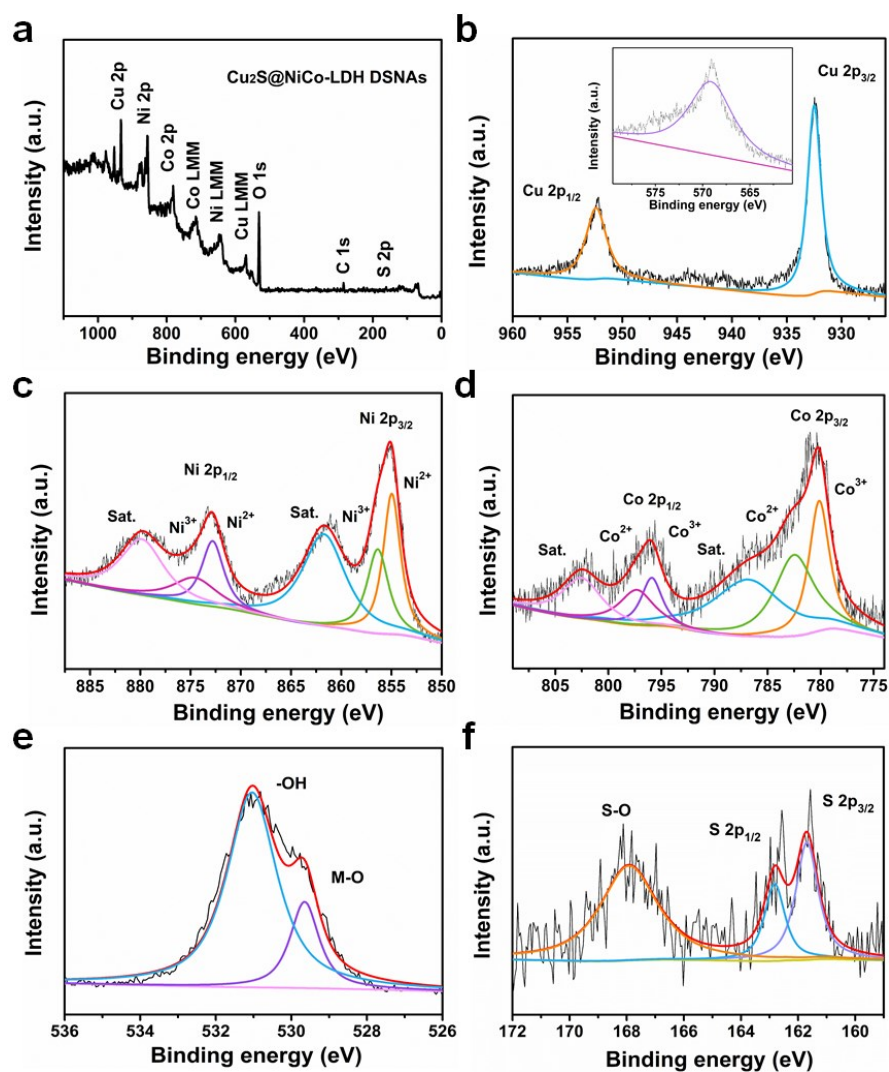 a
Cu₂S@NiCo-LDH DSNAs
Cu 2p
Ni 2p
Co 2p
Co LMM
Ni LMM
Cu LMM
O 1s
C 1s
S 2p
Intensity (a.u.)
1000 800 600 400 200 0
Binding energy (eV)
b
Cu 2p3/2
Cu 2p1/2
Intensity (a.u.)
575 570 565
Binding energy (eV)
Intensity (a.u.)
960 955 950 945 940 935 930
Binding energy (eV)
c
Ni 2p3/2
Ni 2p1/2
Ni²⁺
Sat. Ni³⁺ Ni²⁺ Sat. Ni³⁺
Intensity (a.u.)
885 880 875 870 865 860 855 850
Binding energy (eV)
d
Co 2p3/2
Co 2p1/2
Co³⁺
Sat. Co²⁺ Co³⁺ Sat. Co²⁺
Intensity (a.u.)
805 800 795 790 785 780 775
Binding energy (eV)
e
-OH
M-O
Intensity (a.u.)
536 534 532 530 528 526
Binding energy (eV)
f
S-O
S 2p1/2
S 2p3/2
Intensity (a.u.)
172 170 168 166 164 162 160
Binding energy (eV)